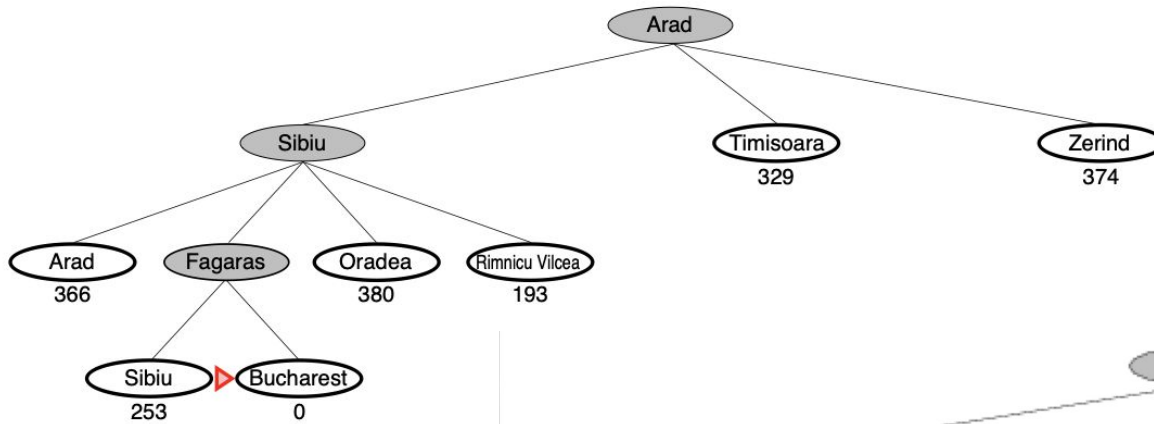 Arad
Sibiu
Timisoara
Zerind
329
374
Arad
Fagaras
Oradea
Rimnicu Vilcea
366
380
193
Sibiu
Bucharest
253
0